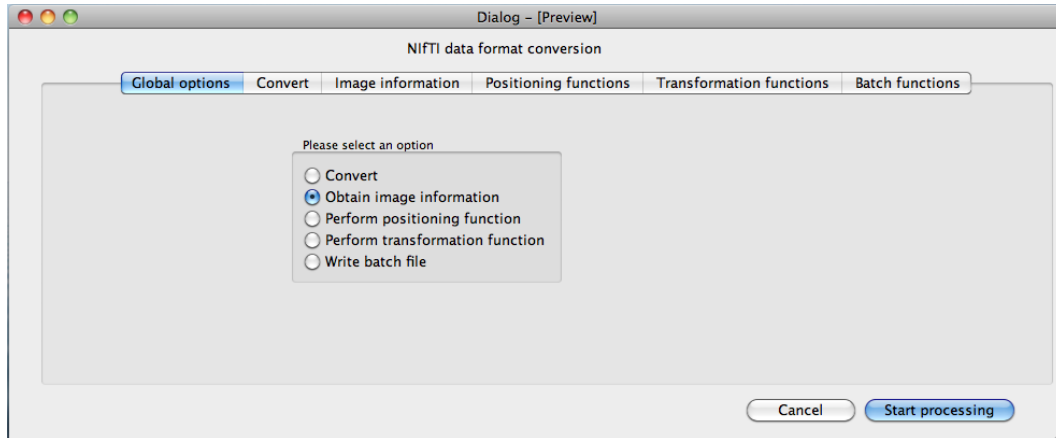 Dialog – [Preview]
NIfTI data format conversion
Global options Convert Image information Positioning functions Transformation functions Batch functions
Please select an option
Convert
Obtain image information
Perform positioning function
Perform transformation function
Write batch file
Cancel Start processing